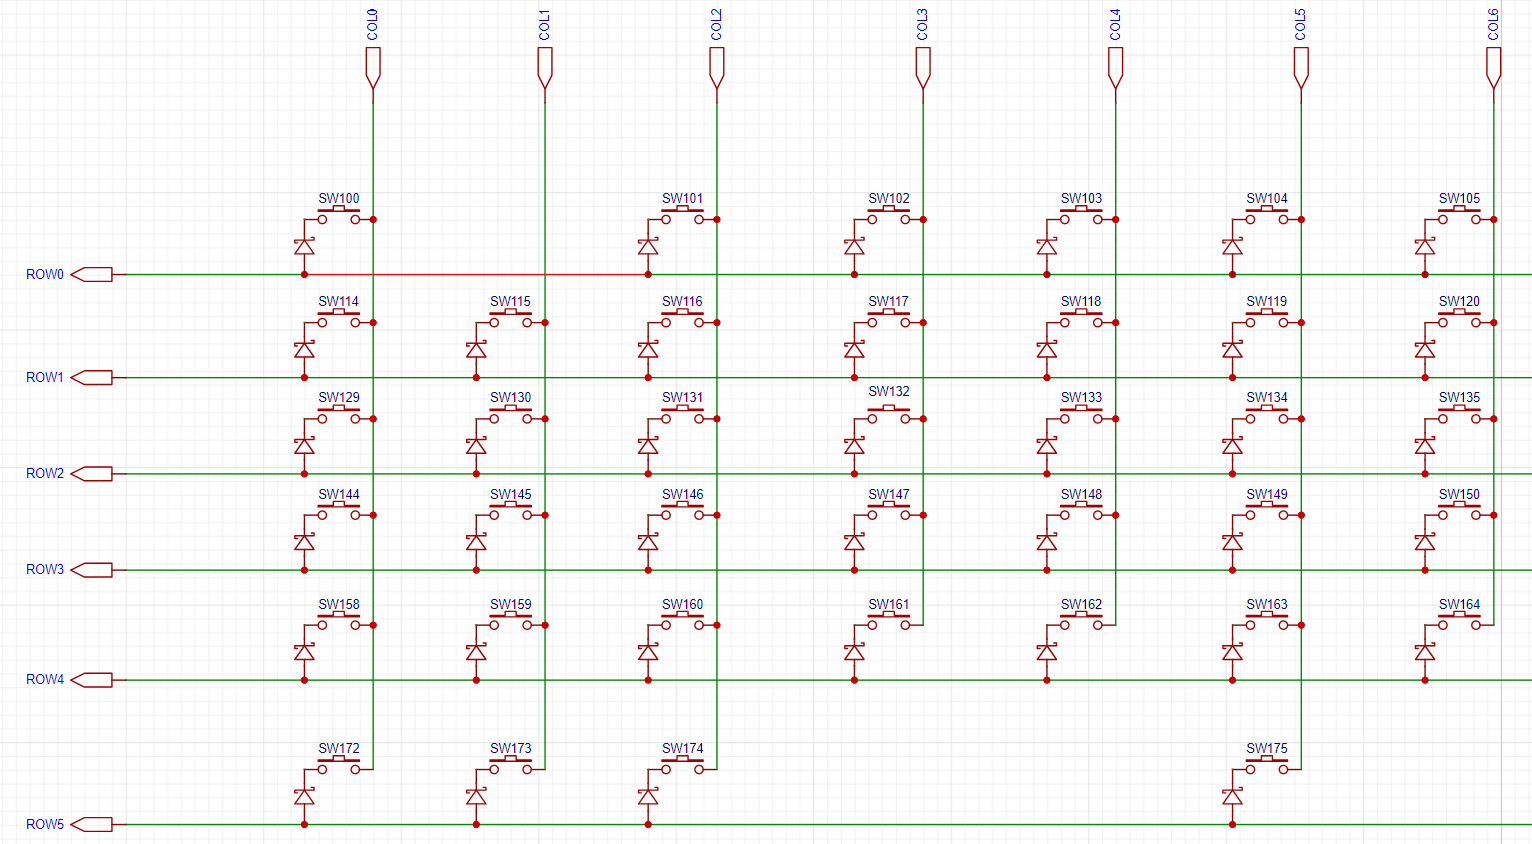 COL0 COL1 COL2 COL3 COL4 COL5 COL6
SW100 SW101 SW102 SW103 SW104 SW105
ROW0
SW114 SW115 SW116 SW117 SW118 SW119 SW120
ROW1
SW129 SW130 SW131 SW132 SW133 SW134 SW135
ROW2
SW144 SW145 SW146 SW147 SW148 SW149 SW150
ROW3
SW158 SW159 SW160 SW161 SW162 SW163 SW164
ROW4
SW172 SW173 SW174 SW175
ROW5